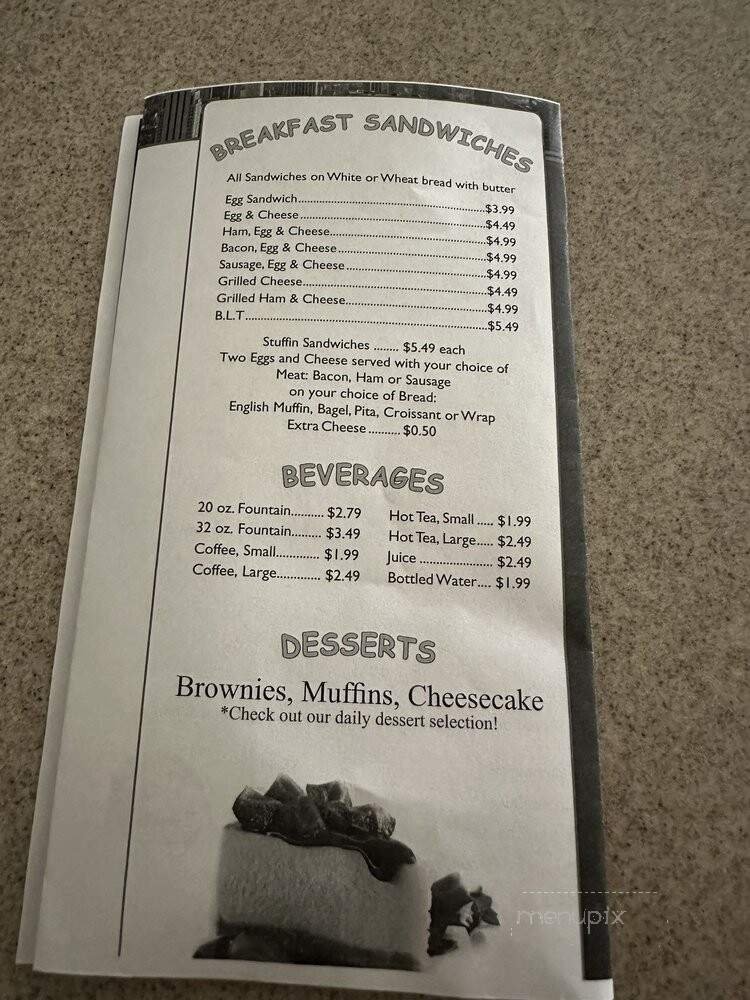 BREAKFAST SANDWICHES
All Sandwiches on White or Wheat bread with butter
Egg Sandwich..........................................................$3.99
Egg & Cheese..........................................................$4.49
Ham, Egg & Cheese................................................$4.99
Bacon, Egg & Cheese..............................................$4.99
Sausage, Egg & Cheese...........................................$4.99
Grilled Cheese.........................................................$4.49
Grilled Ham & Cheese............................................$4.99
B.L.T........................................................................$5.49
Stuffin Sandwiches ........ $5.49 each
Two Eggs and Cheese served with your choice of
Meat: Bacon, Ham or Sausage
on your choice of Bread:
English Muffin, Bagel, Pita, Croissant or Wrap
Extra Cheese .......... $0.50
BEVERAGES
20 oz. Fountain.......... $2.79
32 oz. Fountain......... $3.49
Coffee, Small............. $1.99
Coffee, Large............. $2.49
Hot Tea, Small ..... $1.99
Hot Tea, Large..... $2.49
Juice ...................... $2.49
Bottled Water.... $1.99
DESSERTS
Brownies, Muffins, Cheesecake
*Check out our daily dessert selection!
menupix